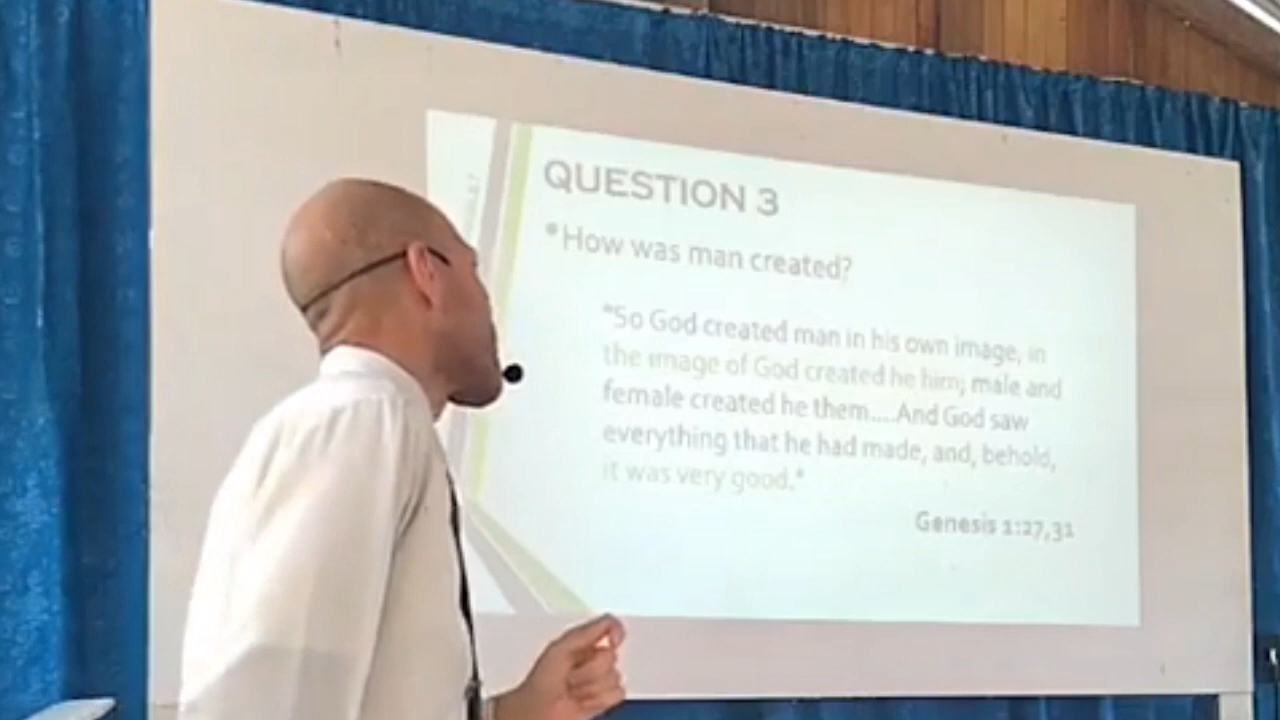 QUESTION 3
*How was man created?
"So God created man in his own image, in
the image of God created he him; male and
female created he them....And God saw
everything that he had made, and, behold,
it was very good."
Genesis 1:27,31